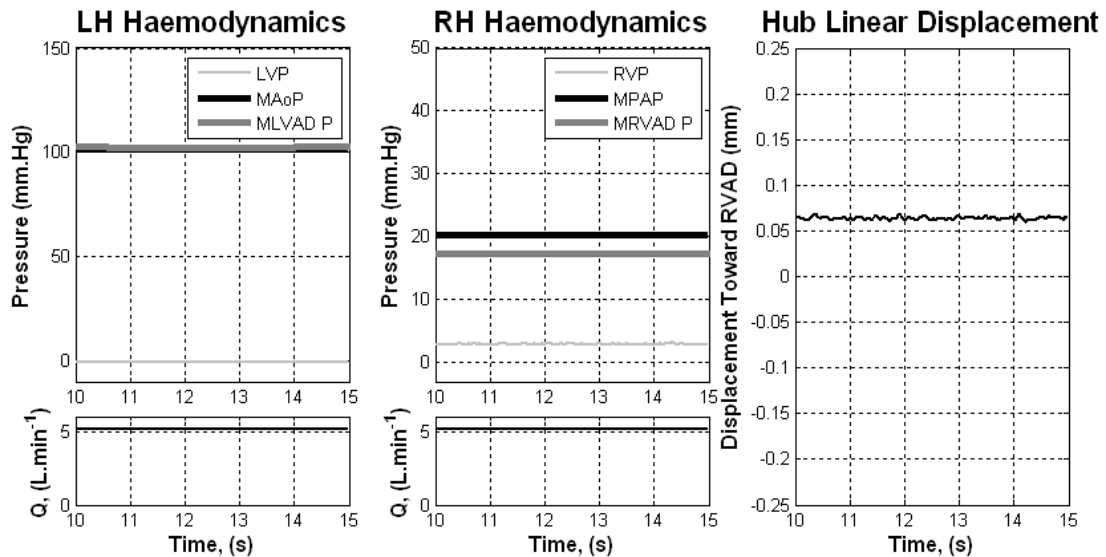 LH Haemodynamics
Pressure (mm.Hg)
150
100
50
0
LVP
MAoP
MLVAD P
10 11 12 13 14 15
Q, (L.min-1)
5
0
10 11 12 13 14 15
Time, (s)
RH Haemodynamics
Pressure (mm.Hg)
50
40
30
20
10
0
RVP
MPAP
MRVAD P
10 11 12 13 14 15
Q, (L.min-1)
5
0
10 11 12 13 14 15
Time, (s)
Hub Linear Displacement
Displacement Toward RVAD (mm)
0.25
0.2
0.15
0.1
0.05
0
-0.05
-0.1
-0.15
-0.2
-0.25
10 11 12 13 14 15
Time, (s)